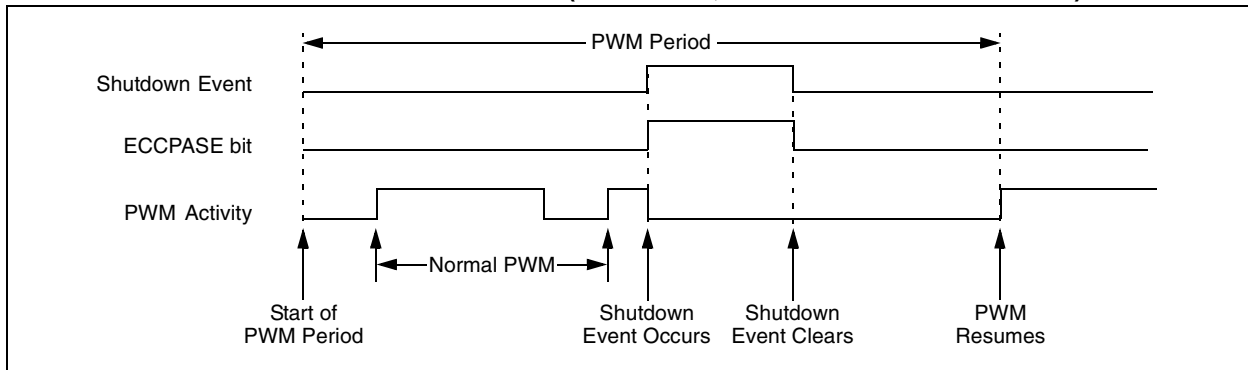 PWM Period
Shutdown Event
ECCPASE bit
PWM Activity
Normal PWM
Start of
PWM Period
Shutdown
Event Occurs
Shutdown
Event Clears
PWM
Resumes